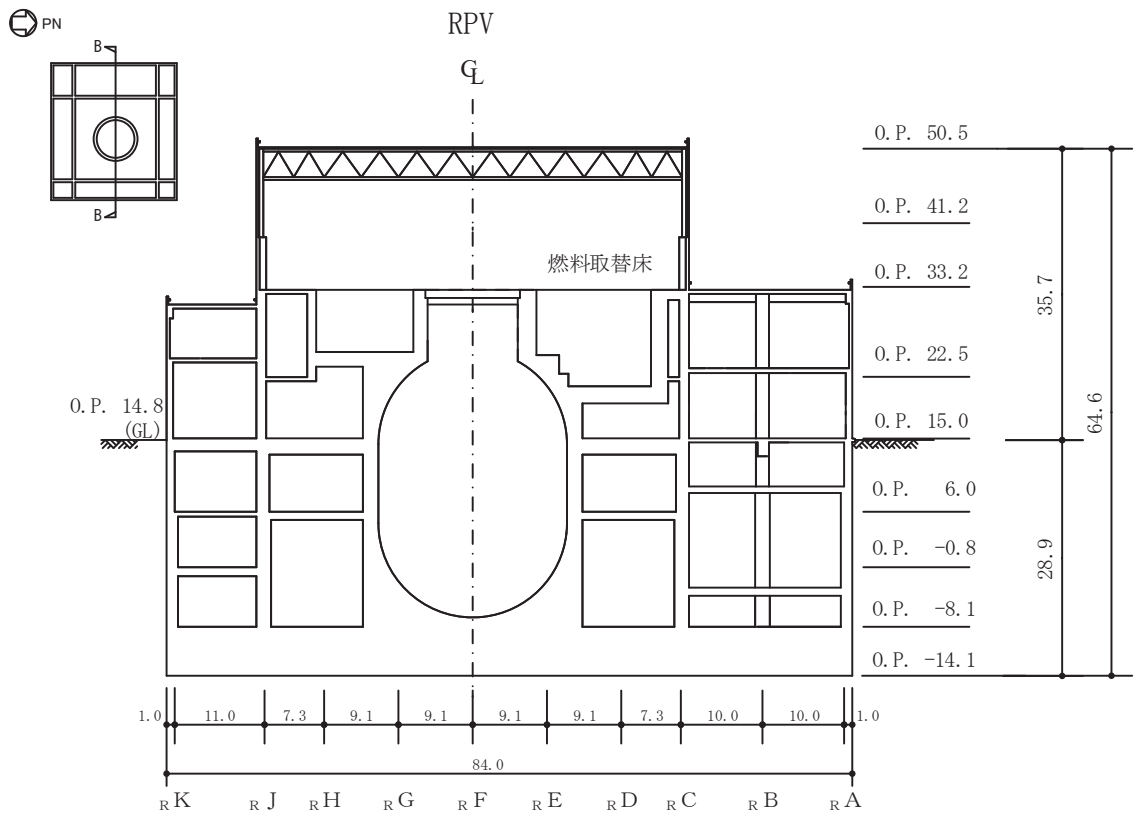 PN
RPV
℄
B
B
O.P. 50.5
O.P. 41.2
燃料取替床
O.P. 33.2
35.7
O.P. 22.5
O.P. 14.8
(GL)
O.P. 15.0
64.6
O.P. 6.0
O.P. -0.8
28.9
O.P. -8.1
O.P. -14.1
1.0 11.0 7.3 9.1 9.1 9.1 9.1 7.3 10.0 10.0 1.0
84.0
RK RJ RH RG RF RE RD RC RB RA